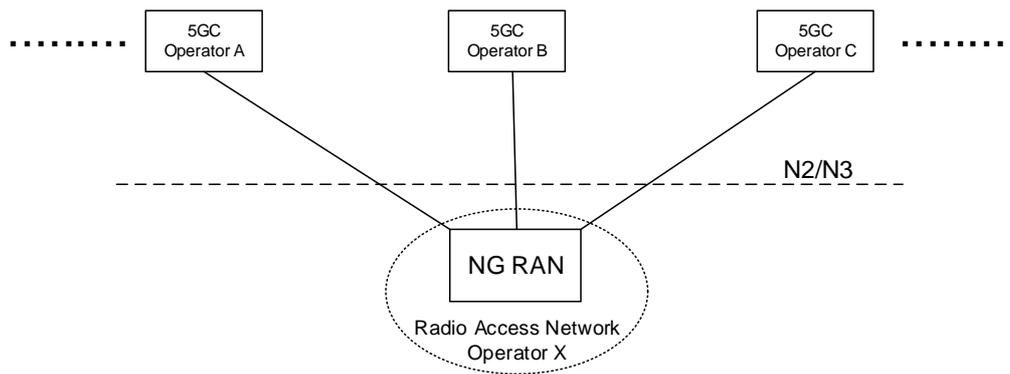 5GC
Operator A
5GC
Operator B
5GC
Operator C
N2/N3
NG RAN
Radio Access Network
Operator X